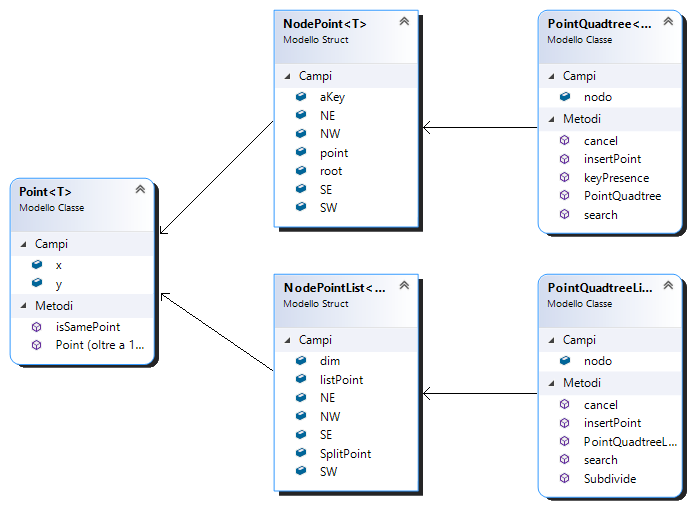 Point<T>
Modello Classe
Campi
x
y
Metodi
isSamePoint
Point (oltre a 1...
NodePoint<T>
Modello Struct
Campi
aKey
NE
NW
point
root
SE
SW
NodePointList<...
Modello Struct
Campi
dim
listPoint
NE
NW
SE
SplitPoint
SW
PointQuadtree<...
Modello Classe
Campi
nodo
Metodi
cancel
insertPoint
keyPresence
PointQuadtree
search
PointQuadtreeLi...
Modello Classe
Campi
nodo
Metodi
cancel
insertPoint
PointQuadtreeL...
search
Subdivide